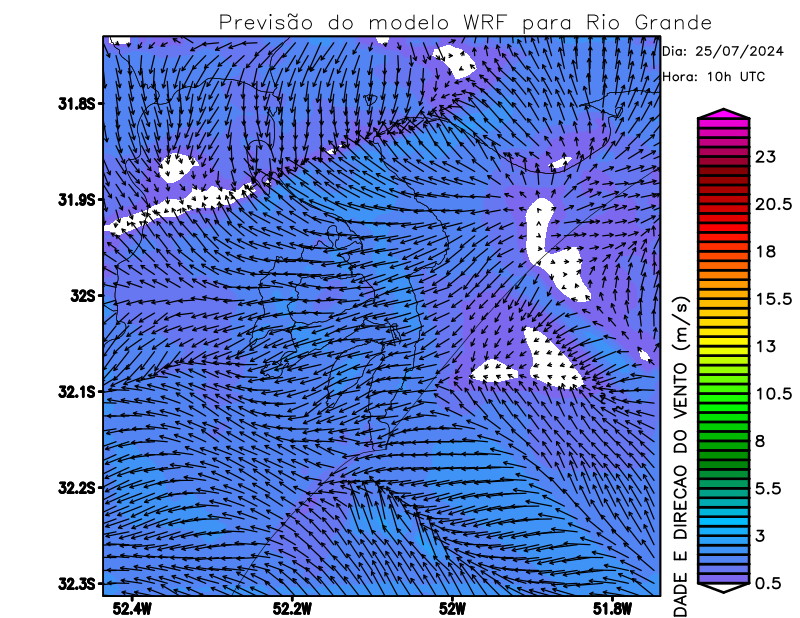 Previsão do modelo WRF para Rio Grande
Dia: 25/07/2024
Hora: 10h UTC
31.8S
31.9S
32S
32.1S
32.2S
32.3S
52.4W
52.2W
52W
51.8W
DADE E DIRECAO DO VENTO (m/s)
23
20.5
18
15.5
13
10.5
8
5.5
3
0.5